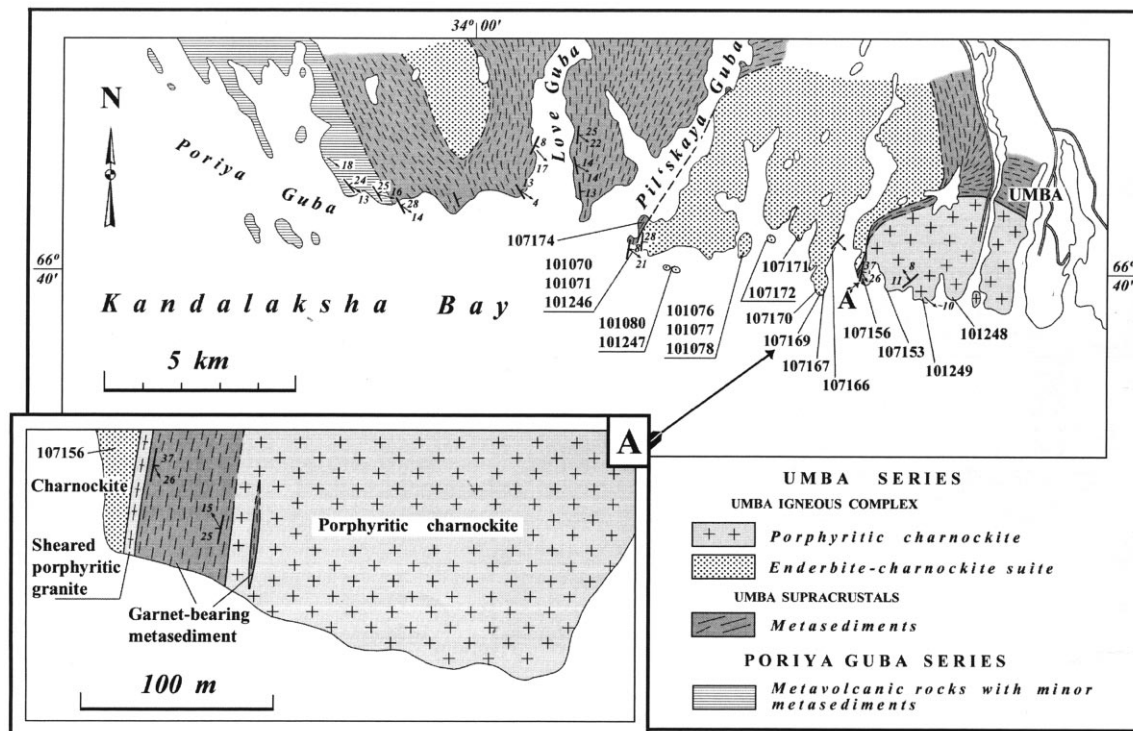 34° 00'
N
Poriya
Guba
Love Guba
Pil'skaya Guba
UMBA
66°
40'
66°
40'
Kandalaksha Bay
5 km
18
24
13
25
16
28
14
8
17
13
4
25
22
14
14
13
28
21
37
26
8
11
10
107174
101070
101071
101246
101080
101247
101076
101077
101078
107171
107172
107170
107169
107167
107166
A
107156
107153
101249
101248
A
107156
Charnockite
Sheared
porphyritic
granite
Garnet-bearing
metasediment
Porphyritic charnockite
37
26
15
25
100 m
UMBA SERIES
UMBA IGNEOUS COMPLEX
Porphyritic charnockite
Enderbite-charnockite suite
UMBA SUPRACRUSTALS
Metasediments
PORIYA GUBA SERIES
Metavolcanic rocks with minor
metasediments